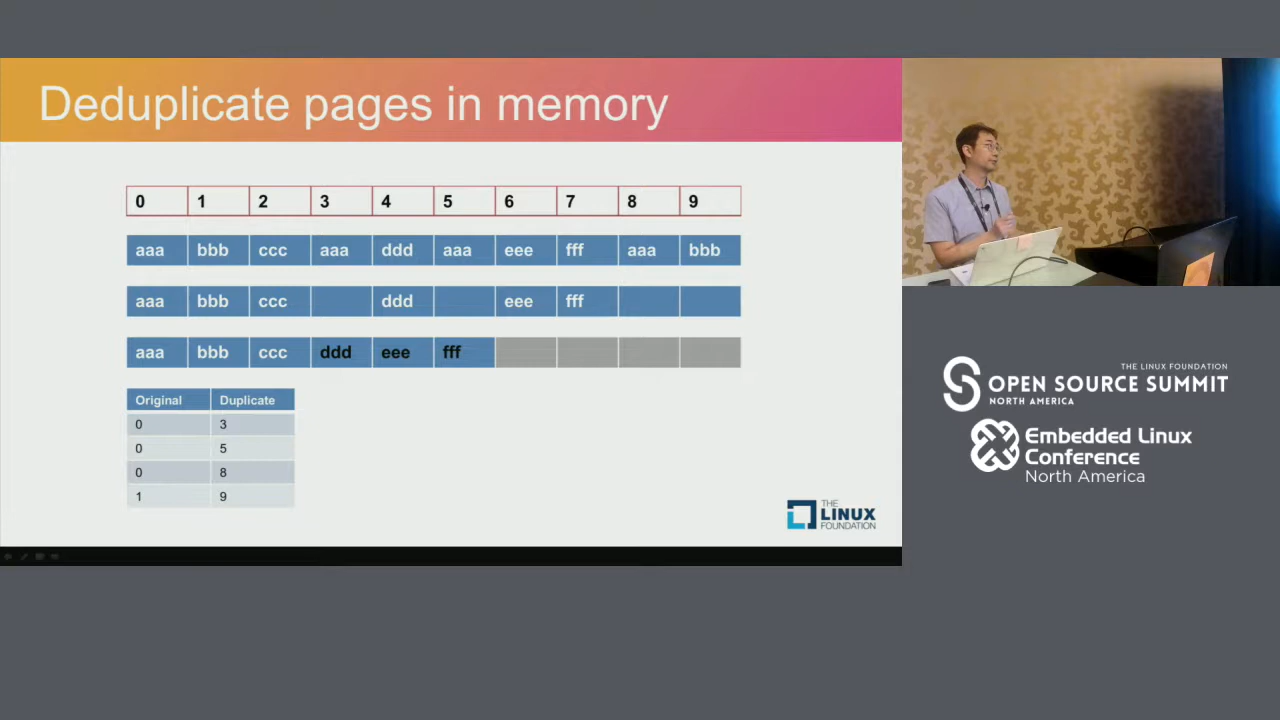 Deduplicate pages in memory
0 1 2 3 4 5 6 7 8 9
aaa bbb ccc aaa ddd aaa eee fff aaa bbb
aaa bbb ccc ddd eee fff
aaa bbb ccc ddd eee fff
Original Duplicate
0 3
0 5
0 8
1 9
THE
LINUX
FOUNDATION
THE LINUX FOUNDATION
OPEN SOURCE SUMMIT
NORTH AMERICA
Embedded Linux
Conference
North America